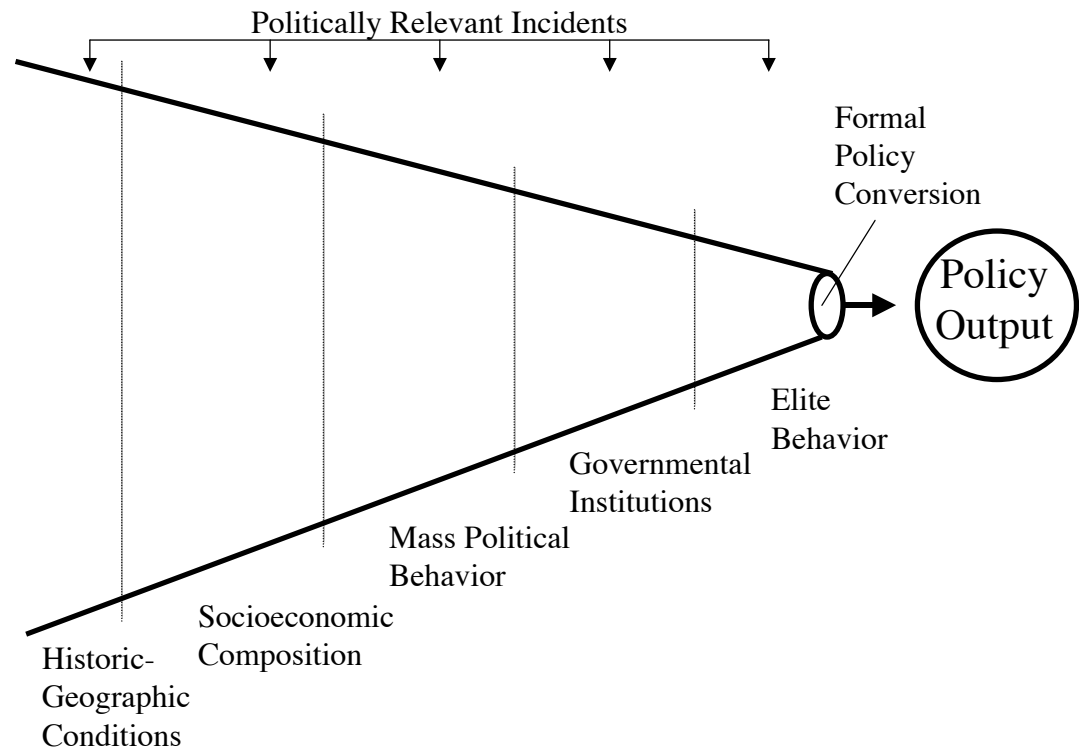 Politically Relevant Incidents
Formal
Policy
Conversion
Policy
Output
Elite
Behavior
Governmental
Institutions
Mass Political
Behavior
Socioeconomic
Composition
Historic-
Geographic
Conditions